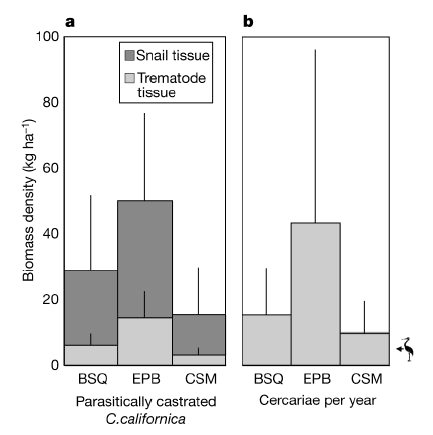 a
b
100
80
60
40
20
0
Biomass density (kg ha⁻¹)
Snail tissue
Trematode
tissue
BSQ EPB CSM
Parasitically castrated
C.californica
BSQ EPB CSM
Cercariae per year